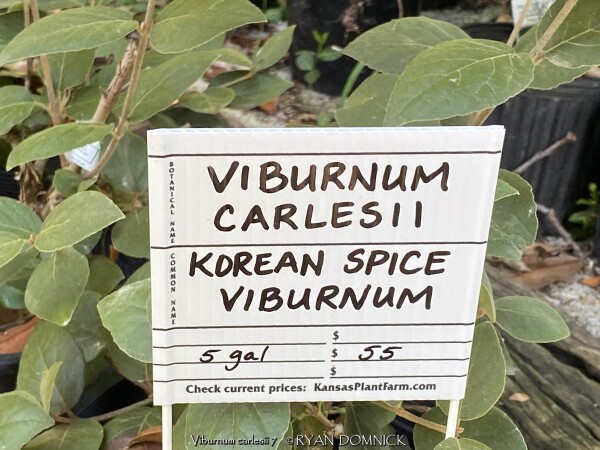 BOTANICAL NAME
VIBURNUM
CARLESII
COMMON NAME
KOREAN SPICE
VIBURNUM
$
5 gal $ 55
$
Check current prices: KansasPlantFarm.com
Viburnum carlesii 7 © RYAN DOMNICK